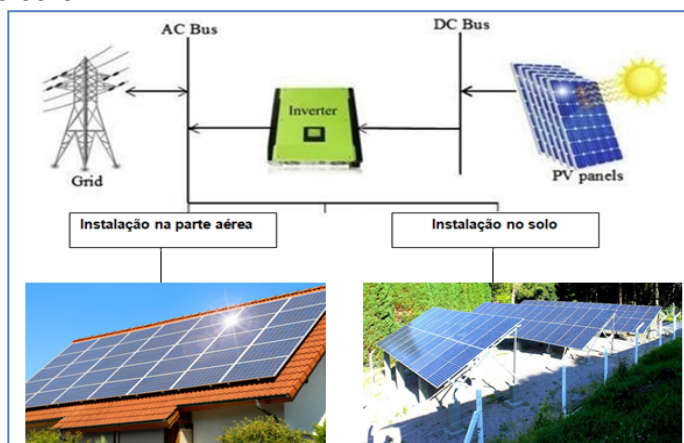 AC Bus
DC Bus
Inverter
Grid
PV panels
Instalação na parte aérea
Instalação no solo